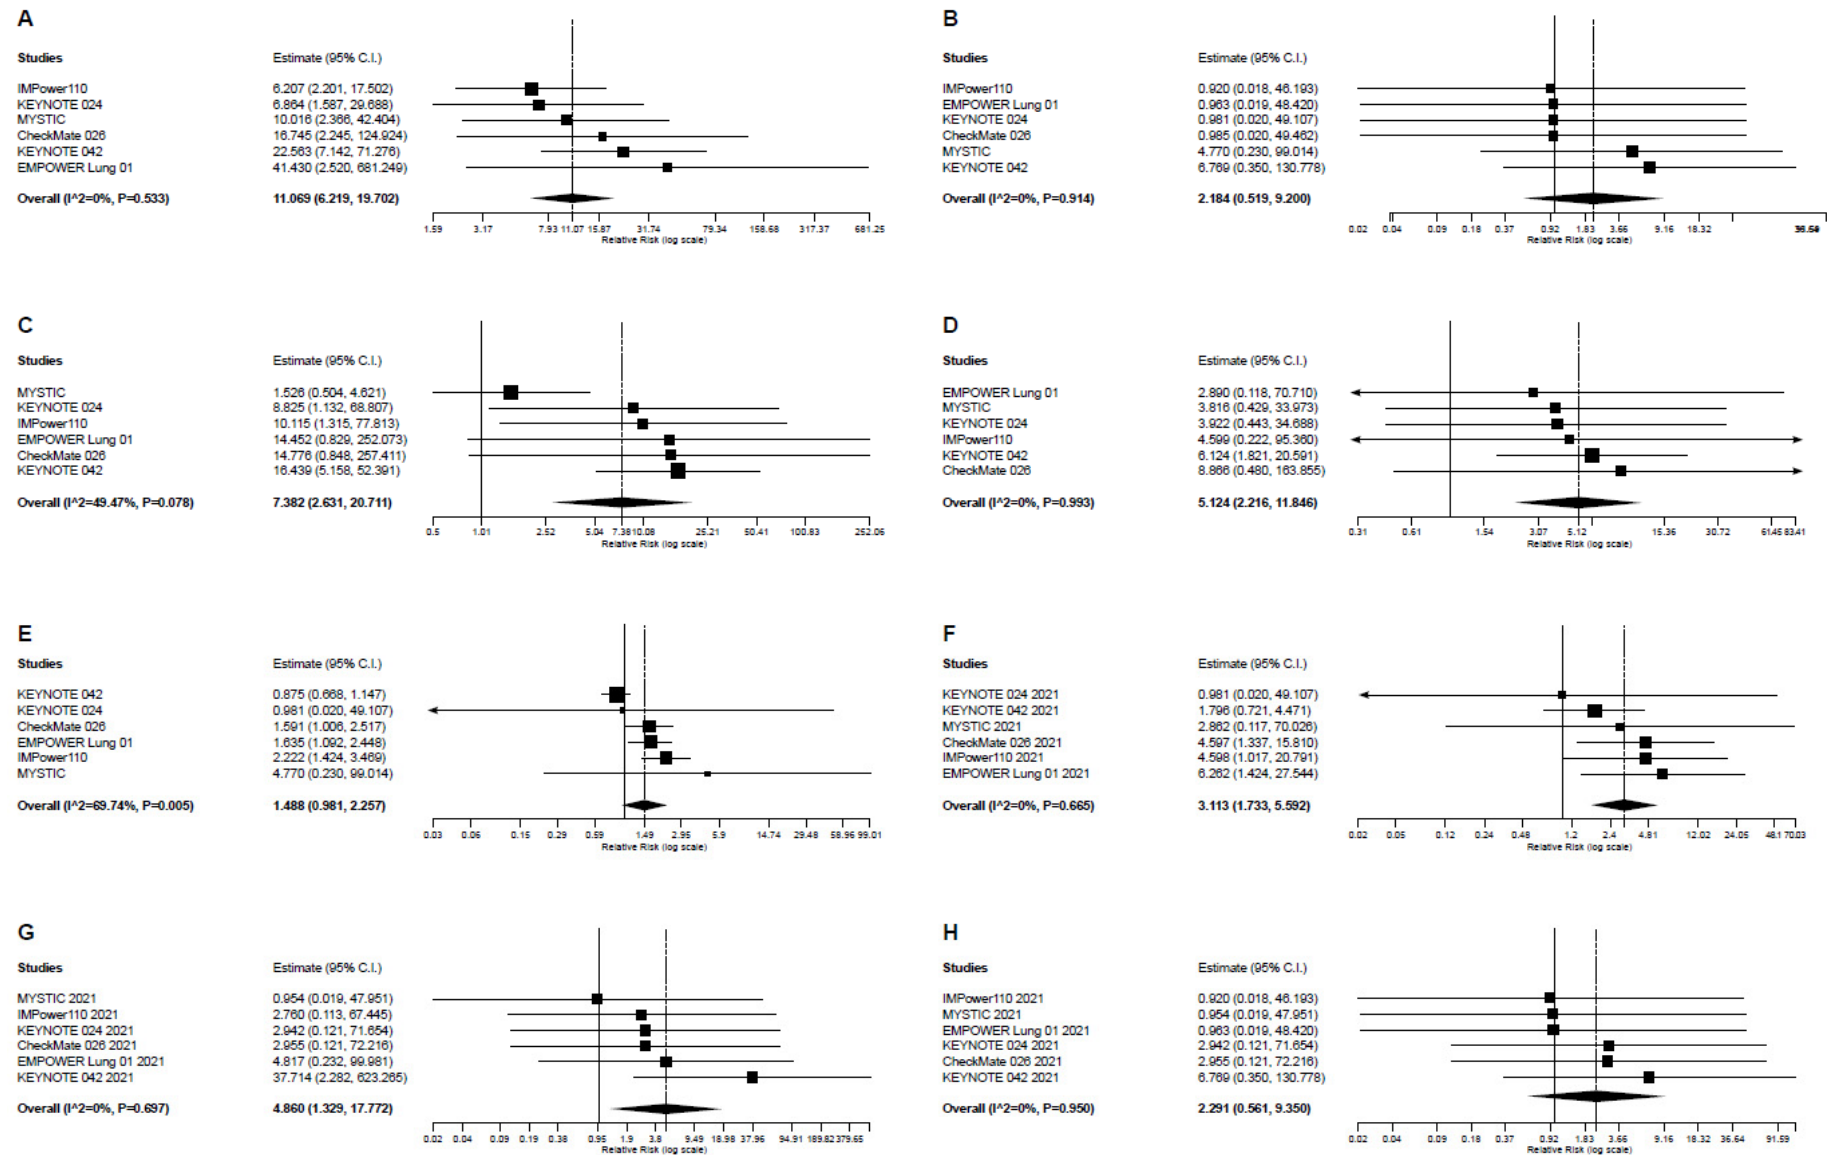 A
Studies Estimate (95% C.I.)
IMPower110 6.207 (2.201, 17.502)
KEYNOTE 024 6.864 (1.587, 29.688)
MYSTIC 10.016 (2.366, 42.404)
CheckMate 026 16.745 (2.245, 124.924)
KEYNOTE 042 22.563 (7.142, 71.276)
EMPOWER Lung 01 41.430 (2.520, 681.249)
Overall (I^2=0%, P=0.533) 11.069 (6.219, 19.702)
1.59 3.17 7.93 11.07 15.87 31.74 79.34 158.68 317.37 681.25
Relative Risk (log scale)
B
Studies Estimate (95% C.I.)
IMPower110 0.920 (0.018, 46.193)
EMPOWER Lung 01 0.963 (0.019, 48.420)
KEYNOTE 024 0.981 (0.020, 49.107)
CheckMate 026 0.985 (0.020, 49.462)
MYSTIC 4.770 (0.230, 99.014)
KEYNOTE 042 6.769 (0.350, 130.778)
Overall (I^2=0%, P=0.914) 2.184 (0.519, 9.200)
0.02 0.04 0.09 0.18 0.37 0.92 1.83 3.66 9.16 18.32
Relative Risk (log scale)
C
Studies Estimate (95% C.I.)
MYSTIC 1.526 (0.504, 4.621)
KEYNOTE 024 8.825 (1.132, 68.807)
IMPower110 10.115 (1.315, 77.813)
EMPOWER Lung 01 14.452 (0.829, 252.073)
CheckMate 026 14.776 (0.848, 257.411)
KEYNOTE 042 16.439 (5.158, 52.391)
Overall (I^2=49.47%, P=0.078) 7.382 (2.631, 20.711)
0.5 1.01 2.52 5.04 7.38 10.08 25.21 50.41 100.83 252.06
Relative Risk (log scale)
D
Studies Estimate (95% C.I.)
EMPOWER Lung 01 2.890 (0.118, 70.710)
MYSTIC 3.816 (0.429, 33.973)
KEYNOTE 024 3.922 (0.443, 34.688)
IMPower110 4.599 (0.222, 95.360)
KEYNOTE 042 6.124 (1.821, 20.591)
CheckMate 026 8.866 (0.480, 163.855)
Overall (I^2=0%, P=0.993) 5.124 (2.216, 11.846)
0.31 0.61 1.54 3.07 5.12 15.36 30.72 61.45 83.41
Relative Risk (log scale)
E
Studies Estimate (95% C.I.)
KEYNOTE 042 0.875 (0.668, 1.147)
KEYNOTE 024 0.981 (0.020, 49.107)
CheckMate 026 1.591 (1.006, 2.517)
EMPOWER Lung 01 1.635 (1.092, 2.448)
IMPower110 2.222 (1.424, 3.469)
MYSTIC 4.770 (0.230, 99.014)
Overall (I^2=69.74%, P=0.005) 1.488 (0.981, 2.257)
0.03 0.06 0.15 0.29 0.59 1.49 2.95 5.9 14.74 29.48 58.96 99.01
Relative Risk (log scale)
F
Studies Estimate (95% C.I.)
KEYNOTE 024 2021 0.981 (0.020, 49.107)
KEYNOTE 042 2021 1.796 (0.721, 4.471)
MYSTIC 2021 2.862 (0.117, 70.026)
CheckMate 026 2021 4.597 (1.337, 15.810)
IMPower110 2021 4.598 (1.017, 20.791)
EMPOWER Lung 01 2021 6.262 (1.424, 27.544)
Overall (I^2=0%, P=0.665) 3.113 (1.733, 5.592)
0.02 0.05 0.12 0.24 0.48 1.2 2.4 4.81 12.02 24.05 48.1 70.03
Relative Risk (log scale)
G
Studies Estimate (95% C.I.)
MYSTIC 2021 0.954 (0.019, 47.951)
IMPower110 2021 2.760 (0.113, 67.445)
KEYNOTE 024 2021 2.942 (0.121, 71.654)
CheckMate 026 2021 2.955 (0.121, 72.216)
EMPOWER Lung 01 2021 4.817 (0.232, 99.981)
KEYNOTE 042 2021 37.714 (2.282, 623.265)
Overall (I^2=0%, P=0.697) 4.860 (1.329, 17.772)
0.02 0.04 0.09 0.19 0.38 0.95 1.9 3.8 9.49 18.98 37.96 94.91 189.82 379.65
Relative Risk (log scale)
H
Studies Estimate (95% C.I.)
IMPower110 2021 0.920 (0.018, 46.193)
MYSTIC 2021 0.954 (0.019, 47.951)
EMPOWER Lung 01 2021 0.963 (0.019, 48.420)
KEYNOTE 024 2021 2.942 (0.121, 71.654)
CheckMate 026 2021 2.955 (0.121, 72.216)
KEYNOTE 042 2021 6.769 (0.350, 130.778)
Overall (I^2=0%, P=0.950) 2.291 (0.561, 9.350)
0.02 0.04 0.09 0.18 0.37 0.92 1.83 3.66 9.16 18.32 36.64 91.59
Relative Risk (log scale)